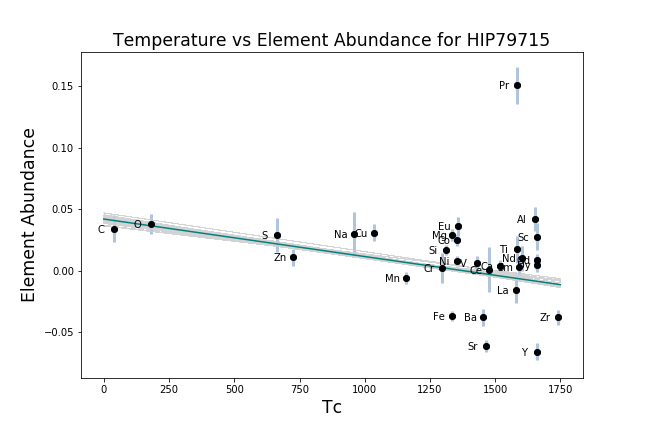 Temperature vs Element Abundance for HIP79715
Element Abundance
0.15
0.10
0.05
0.00
−0.05
0
250
500
750
1000
1250
1500
1750
Tc
Pr
C
O
S
Zn
Na
Cu
Mn
Eu
Mg
Co
Si
Ni
Cr
V
Ce
Ca
Fe
Ba
Sr
Al
Sc
Ti
Nd
Dy
La
Zr
Y